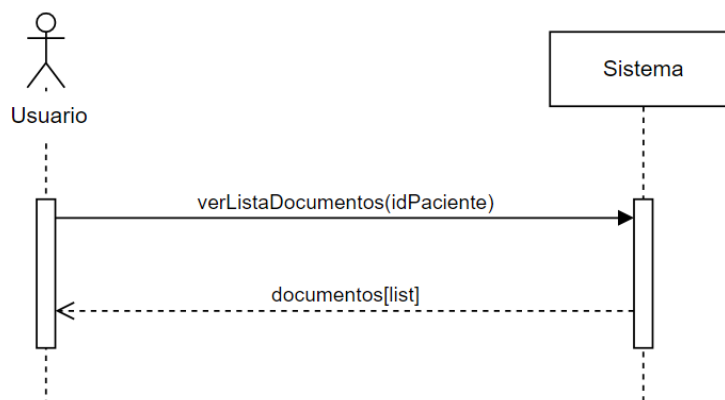 Usuario
Sistema
verListaDocumentos(idPaciente)
documentos[list]